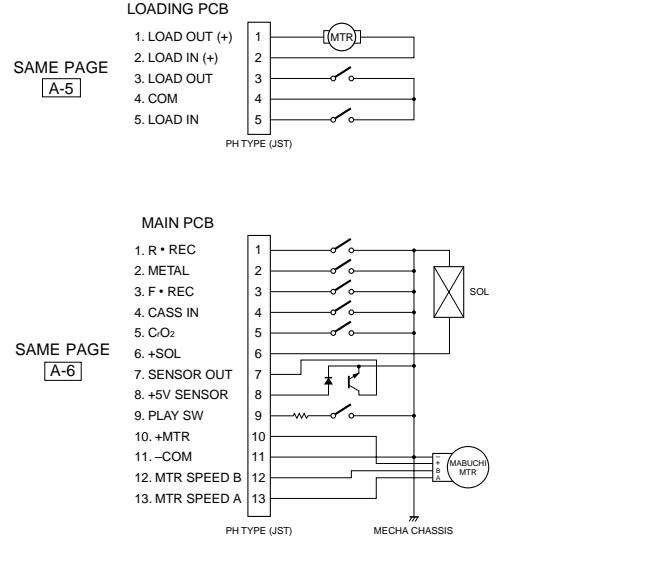 LOADING PCB
1. LOAD OUT (+) 1 MTR
2. LOAD IN (+) 2
SAME PAGE
A-5
3. LOAD OUT 3
4. COM 4
5. LOAD IN 5
PH TYPE (JST)
MAIN PCB
1. R • REC 1
2. METAL 2
3. F • REC 3
SOL
4. CASS IN 4
5. CrO2 5
SAME PAGE
A-6
6. +SOL 6
7. SENSOR OUT 7
8. +5V SENSOR 8
9. PLAY SW 9
10. +MTR 10
11. –COM 11
12. MTR SPEED B 12
13. MTR SPEED A 13
–
+
B
A
MABUCHI
MTR
PH TYPE (JST)
MECHA CHASSIS